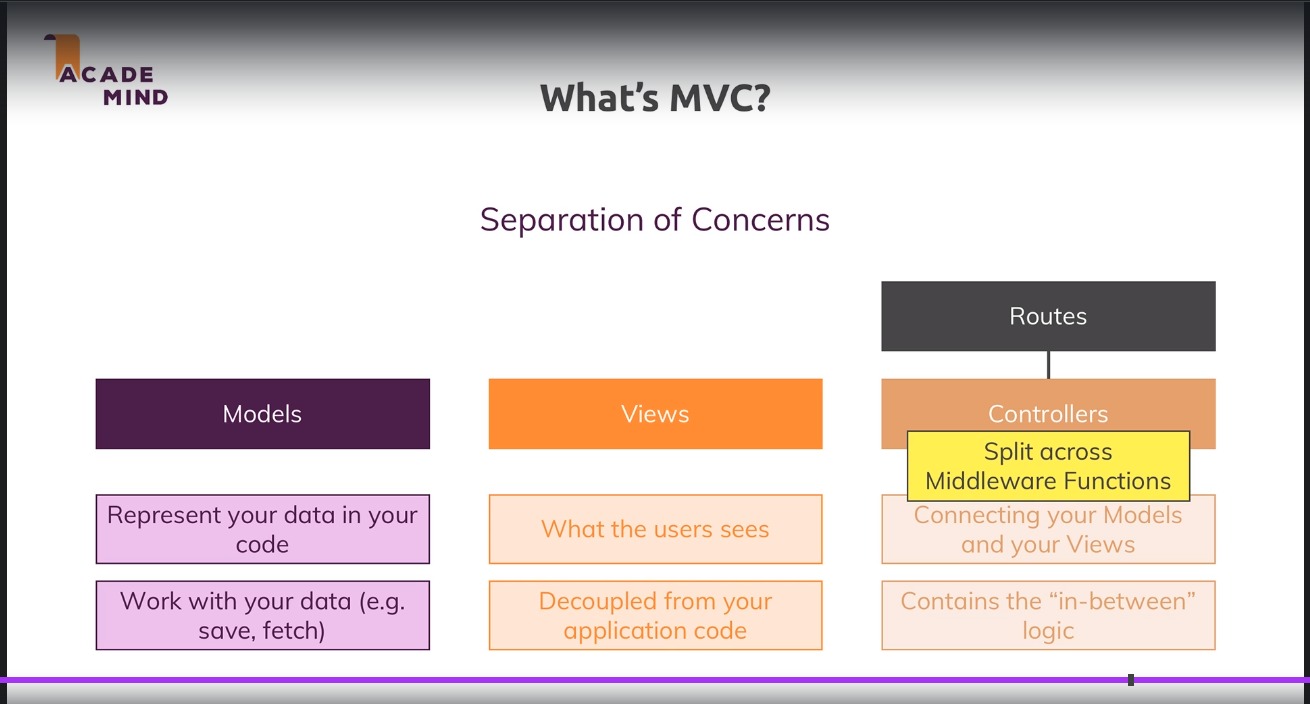 ACADE
MIND
What's MVC?
Separation of Concerns
Routes
Models
Views
Controllers
Split across
Middleware Functions
Represent your data in your
code
What the users sees
Connecting your Models
and your Views
Work with your data (e.g.
save, fetch)
Decoupled from your
application code
Contains the “in-between”
logic